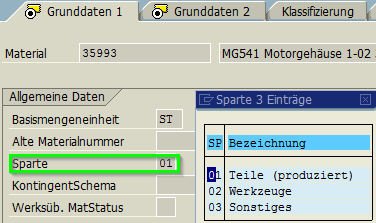 Grunddaten 1 Grunddaten 2 Klassifizierung
Material 35993 MG541 Motorgehäuse 1-02
Allgemeine Daten
Basismengeneinheit ST
Alte Materialnummer
Sparte 01
KontingentSchema
Werksüb. MatStatus
Sparte 3 Einträge
SP Bezeichnung
01 Teile (produziert)
02 Werkzeuge
03 Sonstiges